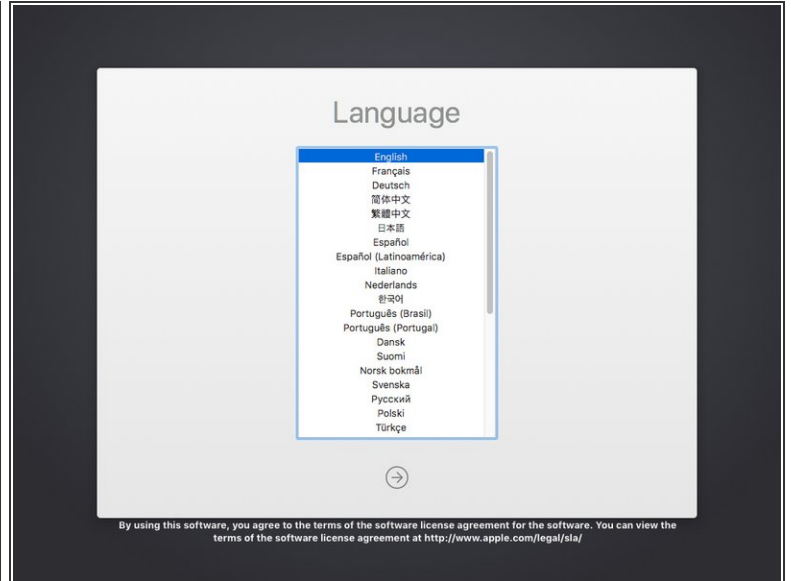 Language
English
Français
Deutsch
简体中文
繁體中文
日本語
Español
Español (Latinoamérica)
Italiano
Nederlands
한국어
Português (Brasil)
Português (Portugal)
Dansk
Suomi
Norsk bokmål
Svenska
Русский
Polski
Türkçe
By using this software, you agree to the terms of the software license agreement for the software. You can view the
terms of the software license agreement at http://www.apple.com/legal/sla/